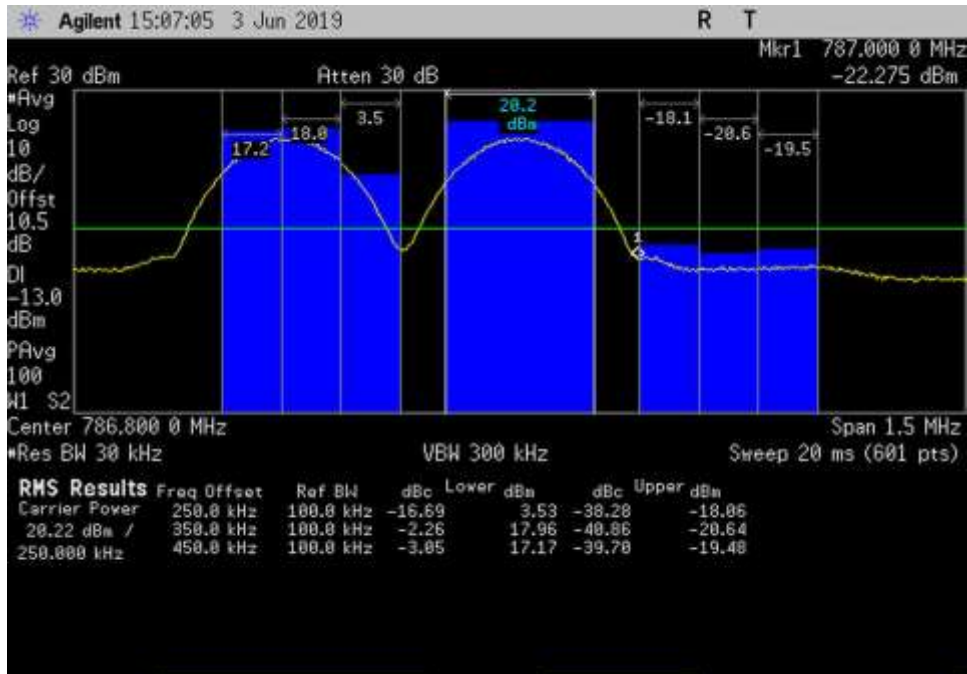 Agilent 15:07:05 3 Jun 2019 R T
Mkr1 787.000 0 MHz
Ref 30 dBm Atten 30 dB -22.275 dBm
#Avg
Log
10
dB/
Offst
10.5
dB
DI
-13.0
dBm
PAvg
100
W1 S2
17.2
18.0
3.5
20.2
dBm
-18.1
-20.6
-19.5
1
Center 786.800 0 MHz Span 1.5 MHz
#Res BW 30 kHz VBW 300 kHz Sweep 20 ms (601 pts)
RMS Results Freq Offset Ref BW dBc Lower dBm dBc Upper dBm
Carrier Power 250.0 kHz 100.0 kHz -16.69 3.53 -38.28 -18.06
20.22 dBm / 350.0 kHz 100.0 kHz -2.26 17.96 -40.86 -20.64
250.000 kHz 450.0 kHz 100.0 kHz -3.05 17.17 -39.70 -19.48